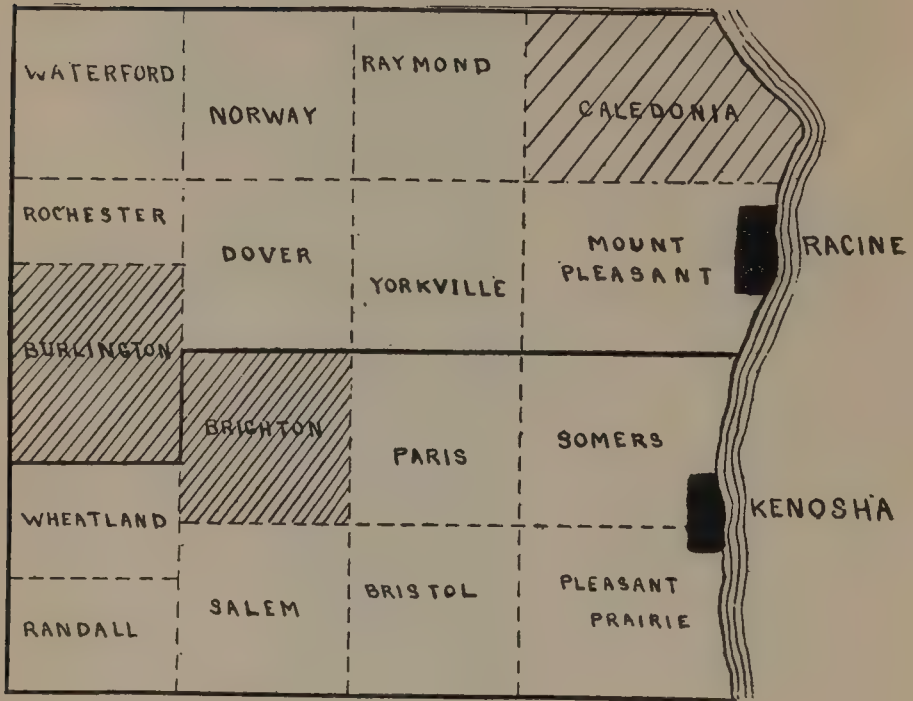 WATERFORD
NORWAY
RAYMOND
CALEDONIA
ROCHESTER
DOVER
YORKVILLE
MOUNT
PLEASANT
RACINE
BURLINGTON
BRIGHTON
PARIS
SOMERS
KENOSHA
WHEATLAND
RANDALL
SALEM
BRISTOL
PLEASANT
PRAIRIE